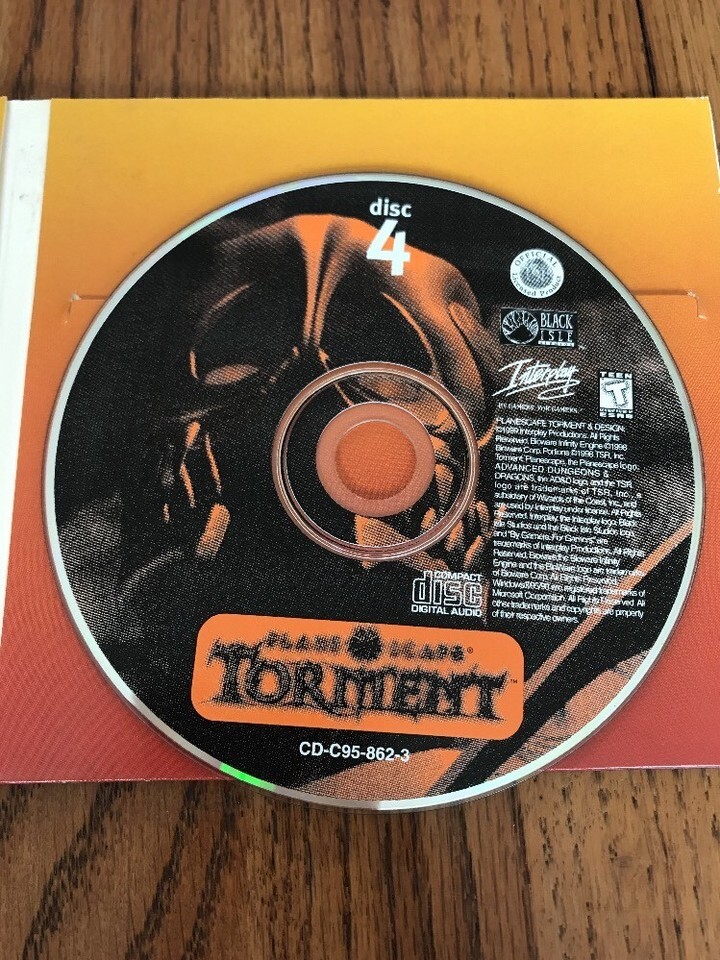 disc
4
OFFICIAL
Licensed Product
BLACK
ISLE
STUDIOS
Interplay
BY GAMERS. FOR GAMERS.™
TEEN
T
ESRB
PLANESCAPE TORMENT & DESIGN:
©1999 Interplay Productions. All Rights
Reserved. Bioware Infinity Engine ©1998
Bioware Corp. Portions ©1998 TSR, Inc.
Torment, Planescape, the Planescape logo,
ADVANCED DUNGEONS &
DRAGONS, the AD&D logo, and the TSR
logo are trademarks of TSR, Inc., a
subsidiary of Wizards of the Coast, Inc., and
are used by Interplay under license. All Rights
Reserved. Interplay, the Interplay logo, Black
Isle Studios and the Black Isle Studios logo,
and "By Gamers. For Gamers." are
trademarks of Interplay Productions. All Rights
Reserved. Bioware, the Bioware Infinity
Engine and the BioWare logo are trademarks
of Bioware Corp. All Rights Reserved.
Windows®95/98 are registered trademarks of
Microsoft Corporation. All Rights Reserved. All
other trademarks and copyrights are property
of their respective owners.
COMPACT
disc
DIGITAL AUDIO
PLANESCAPE®
TORMENT™
CD-C95-862-3